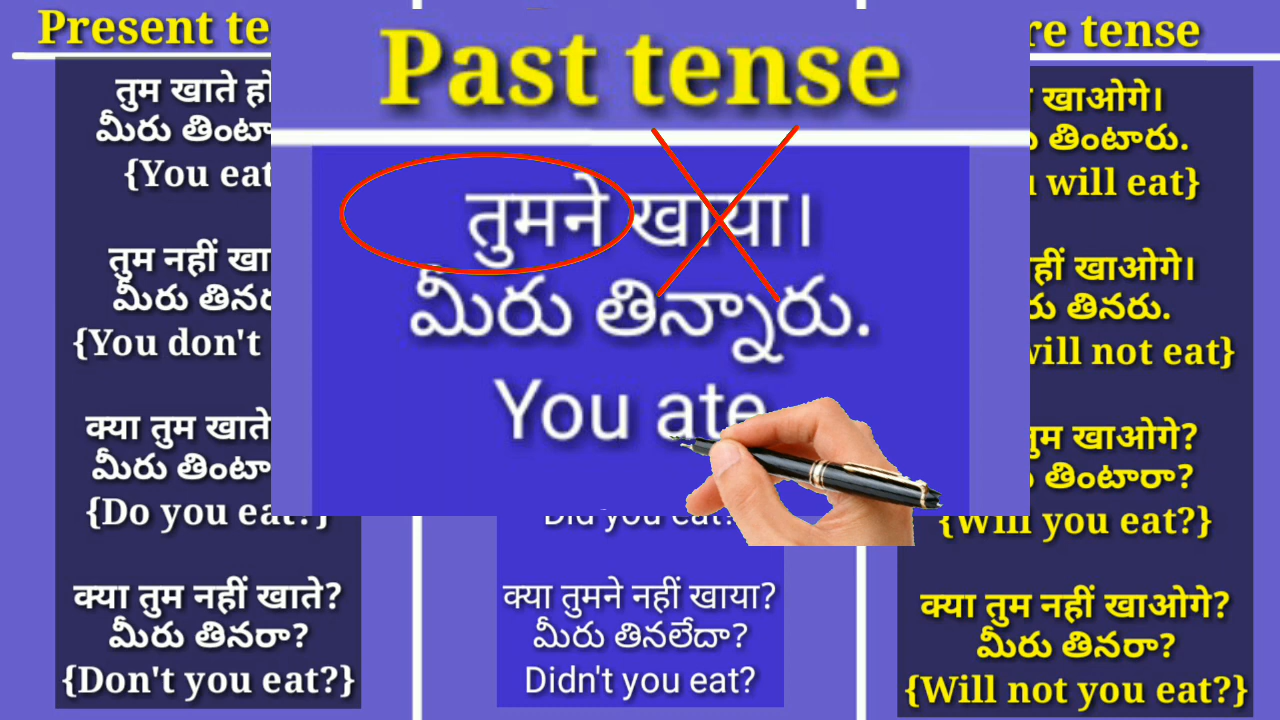 Present te
तुम खाते हो
మీరు తింటా
{You eat
तुम नहीं खा
మీరు తినర
{You don't
क्या तुम खाते
మీరు తింటా
{Do you eat?}
क्या तुम नहीं खाते?
మీరు తినరా?
{Don't you eat?}
Past tense
तुमने खाया।
మీరు తిన్నారు.
You ate
Did you eat?
क्या तुमने नहीं खाया?
మీరు తినలేదా?
Didn't you eat?
re tense
खाओगे।
తింటారు.
will eat}
हीं खाओगे।
రు తినరు.
will not eat}
तुम खाओगे?
తింటారా?
{Will you eat?}
क्या तुम नहीं खाओगे?
మీరు తినరా?
{Will not you eat?}